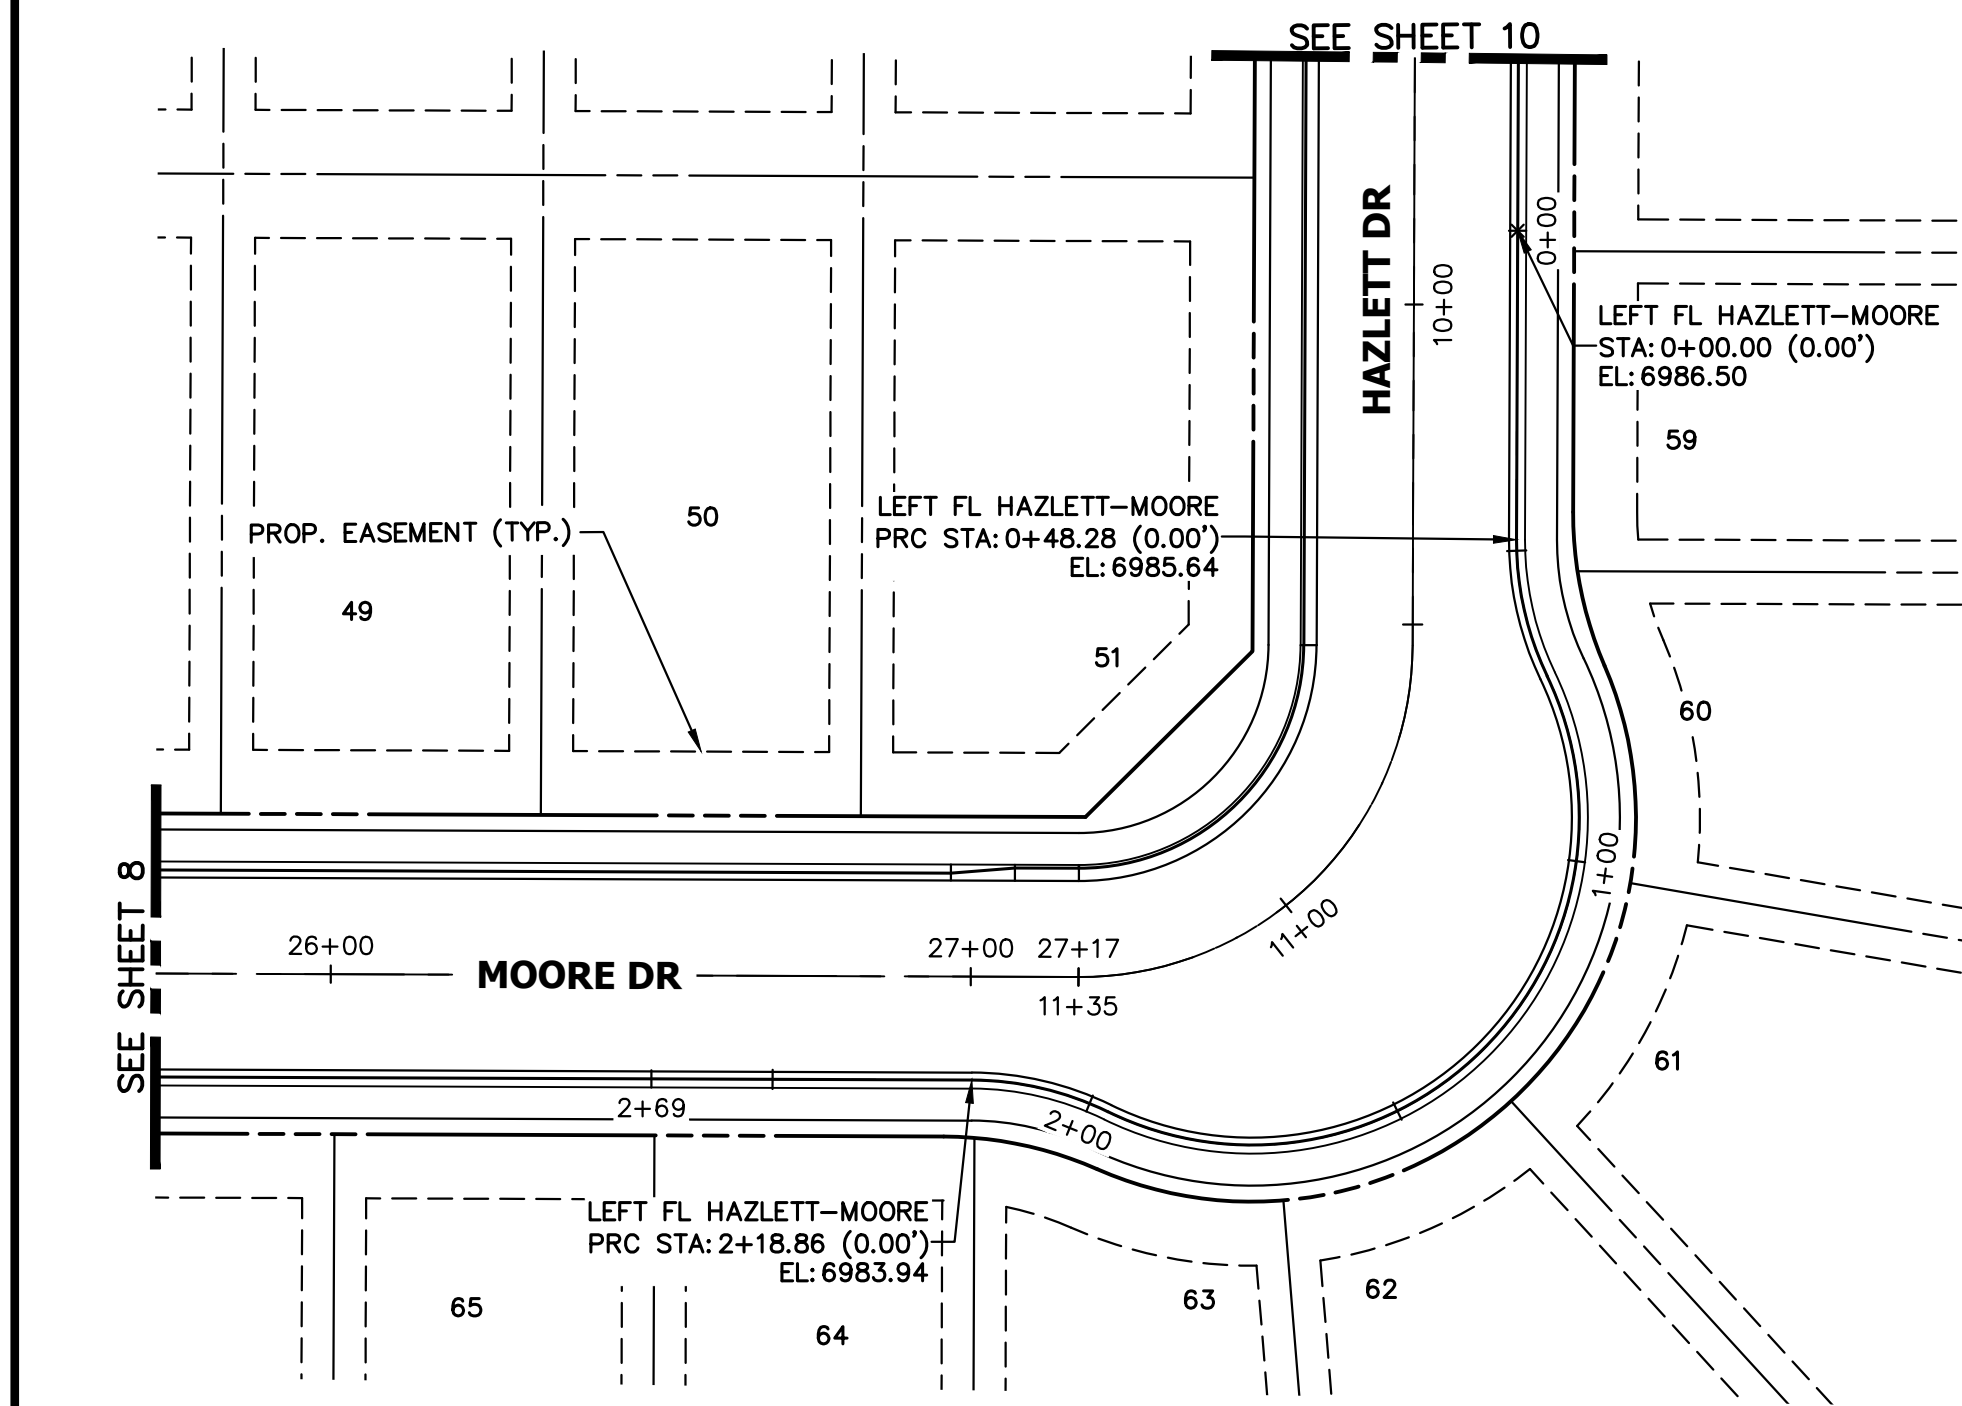 SEE SHEET 10
HAZLETT DR
10+00
0+00
LEFT FL HAZLETT-MOORE
STA: 0+00.00 (0.00')
EL: 6986.50
59
LEFT FL HAZLETT-MOORE
PRC STA: 0+48.28 (0.00')
EL: 6985.64
50
PROP. EASEMENT (TYP.)
49
51
60
SEE SHEET 8
1+00
26+00
MOORE DR
27+00
27+17
11+35
11+00
61
2+69
2+00
LEFT FL HAZLETT-MOORE
PRC STA: 2+18.86 (0.00')
EL: 6983.94
65
64
63
62